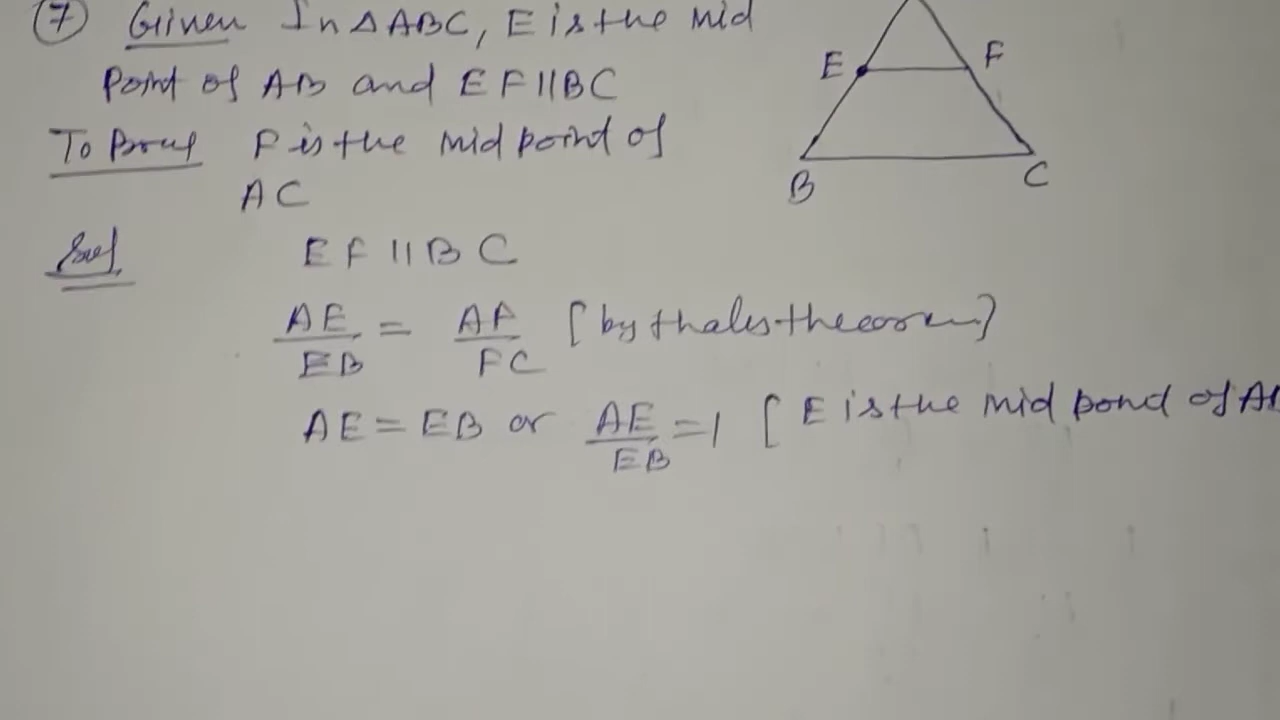 7 Given In △ABC, E is the mid
Point of AB and EF||BC
To Prove F is the mid point of
AC
E F
B C
EF||BC
AE/EB = AF/FC [by thales theorem]
AE = EB or AE/EB = 1 [E is the mid point of